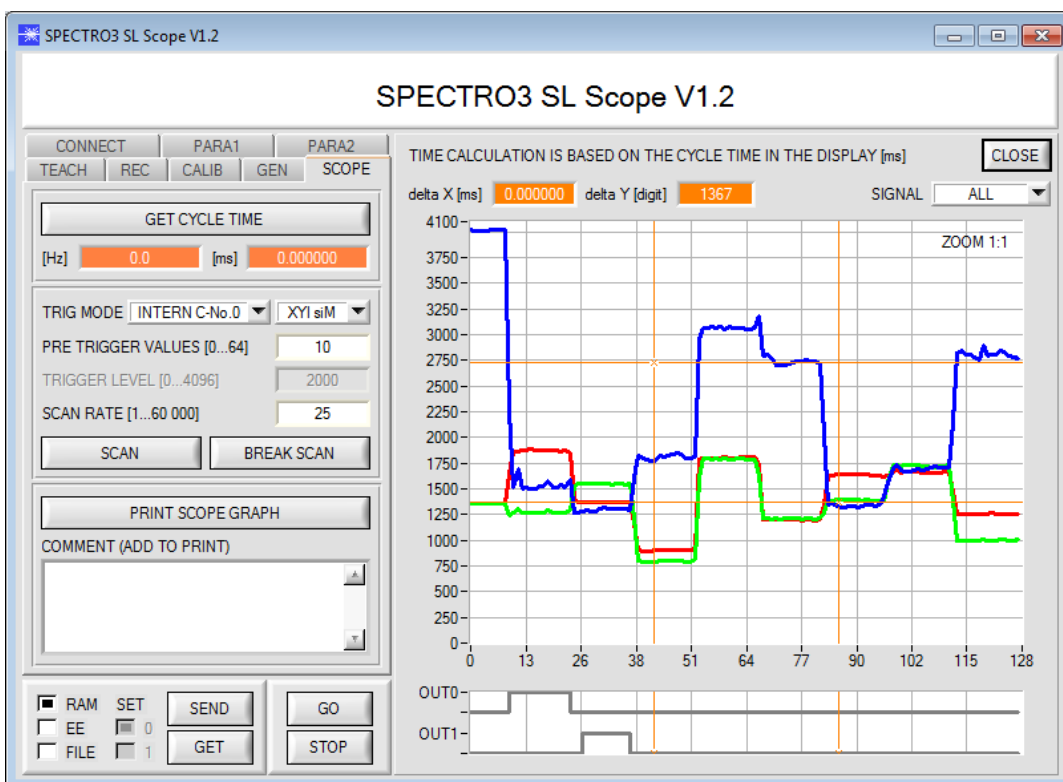 SPECTRO3 SL Scope V1.2
SPECTRO3 SL Scope V1.2
CONNECT PARA1 PARA2
TEACH REC CALIB GEN SCOPE
GET CYCLE TIME
[Hz] 0.0 [ms] 0.000000
TRIG MODE INTERN C-No.0 XYI siM
PRE TRIGGER VALUES [0...64] 10
TRIGGER LEVEL [0...4096] 2000
SCAN RATE [1...60 000] 25
SCAN BREAK SCAN
PRINT SCOPE GRAPH
COMMENT (ADD TO PRINT)
RAM SET SEND GO
EE 0
FILE 1 GET STOP
TIME CALCULATION IS BASED ON THE CYCLE TIME IN THE DISPLAY [ms] CLOSE
delta X [ms] 0.000000 delta Y [digit] 1367 SIGNAL ALL
ZOOM 1:1
4100
3750
3500
3250
3000
2750
2500
2250
2000
1750
1500
1250
1000
750
500
250
0
0 13 26 38 51 64 77 90 102 115 128
OUT0
OUT1